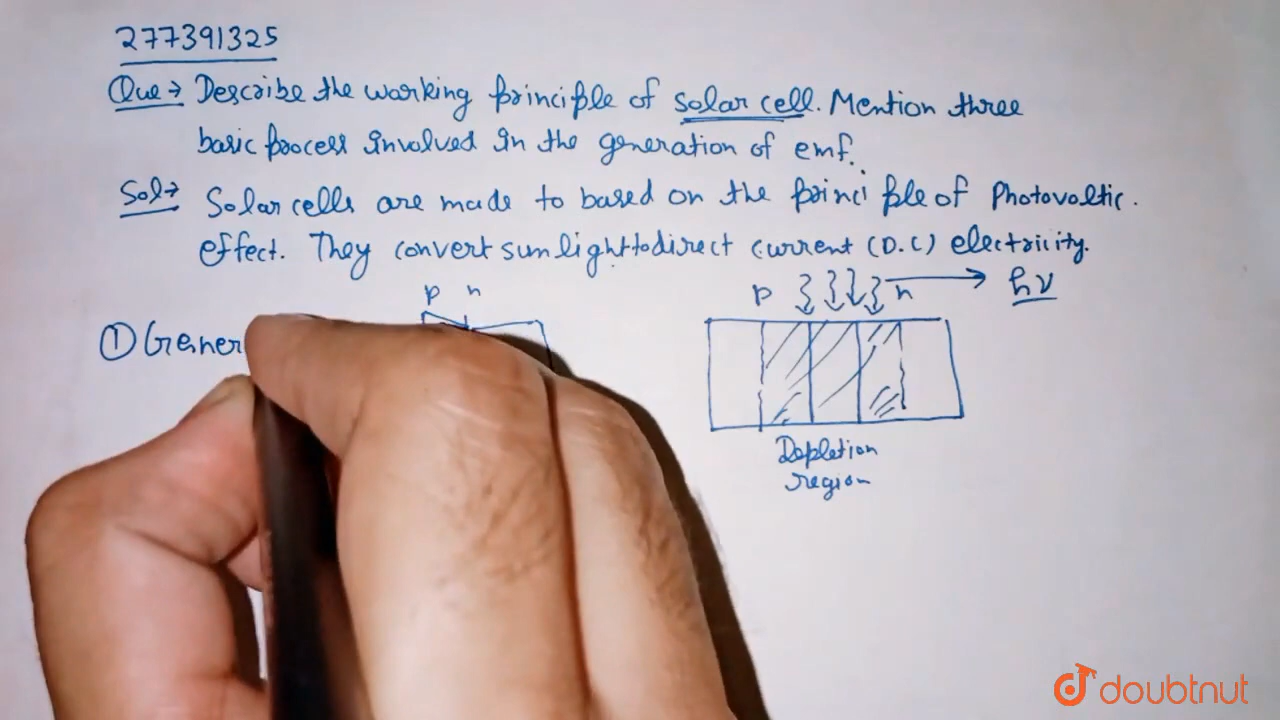 277391325
Que → Describe the working principle of solar cell. Mention three
basic process involved in the generation of emf.
Sol → Solar cells are made to based on the principle of Photovoltic
effect. They convert sunlight to direct current (D.C) electricity.
p n
p n hν
① Gener
Depletion
region
doubtnut